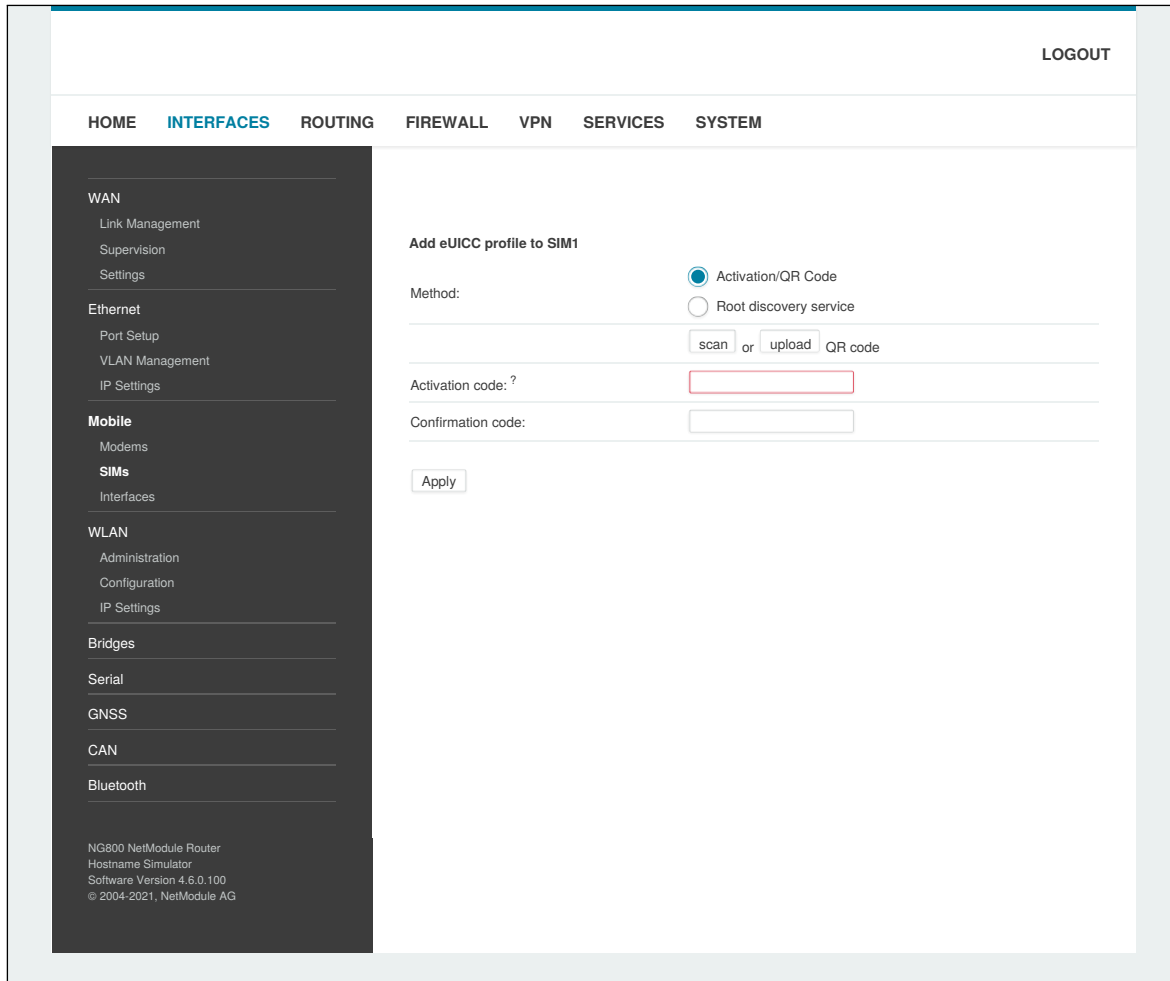 LOGOUT
HOME INTERFACES ROUTING FIREWALL VPN SERVICES SYSTEM
WAN
Link Management
Supervision
Settings
Ethernet
Port Setup
VLAN Management
IP Settings
Mobile
Modems
SIMs
Interfaces
WLAN
Administration
Configuration
IP Settings
Bridges
Serial
GNSS
CAN
Bluetooth
NG800 NetModule Router
Hostname Simulator
Software Version 4.6.0.100
© 2004-2021, NetModule AG
Add eUICC profile to SIM1
Method:
Activation/QR Code
Root discovery service
scan or upload QR code
Activation code: ?
Confirmation code:
Apply